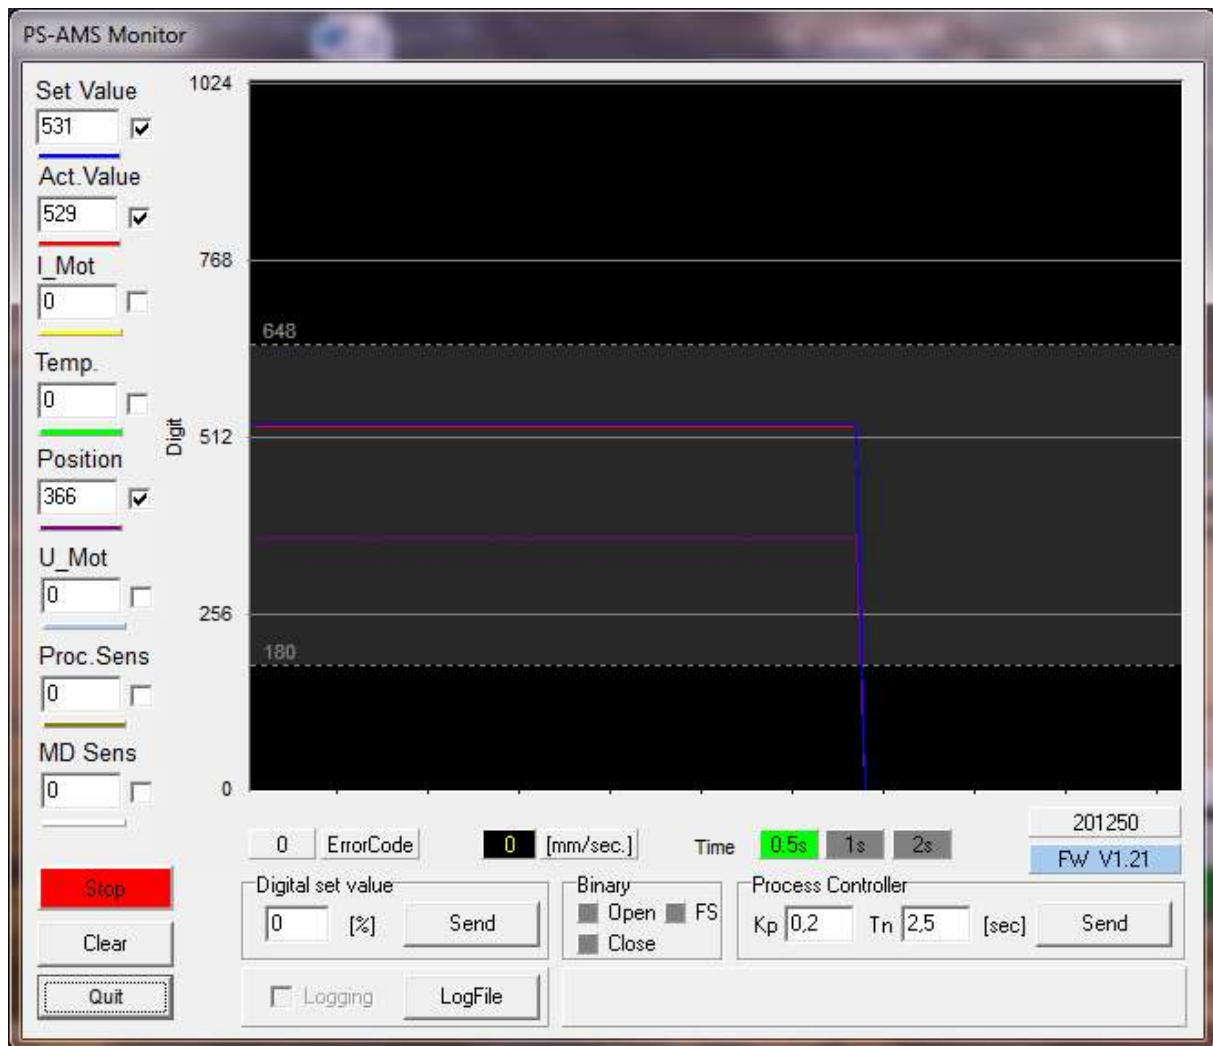 PS-AMS Monitor
Set Value
531
Act.Value
529
I_Mot
0
Temp.
0
Position
366
U_Mot
0
Proc.Sens
0
MD Sens
0
Stop
Clear
Quit
Digit
1024
768
648
512
256
180
0
0 ErrorCode 0 [mm/sec.] Time 0.5s 1s 2s
201250
FW V1.21
Digital set value
0 [%] Send
Binary
Open FS
Close
Process Controller
Kp 0,2 Tn 2,5 [sec] Send
Logging LogFile